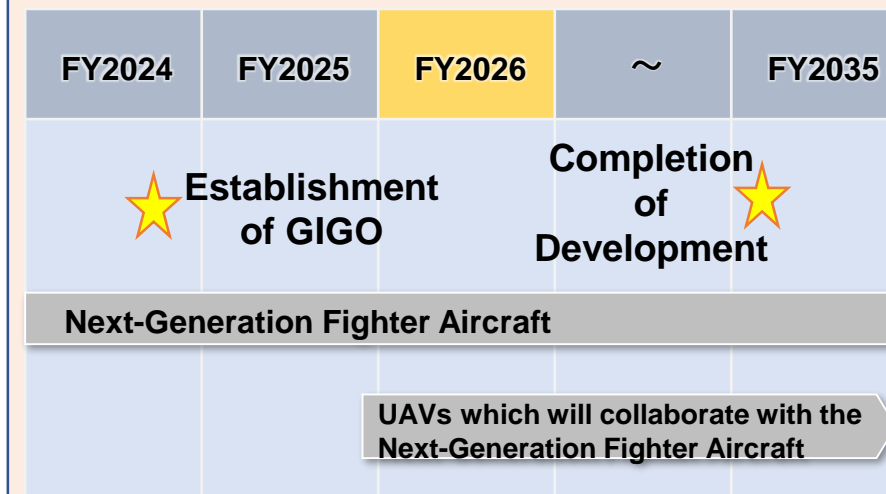 FY2024 FY2025 FY2026 ～ FY2035
Establishment
of GIGO
Completion
of
Development
Next-Generation Fighter Aircraft
UAVs which will collaborate with the
Next-Generation Fighter Aircraft